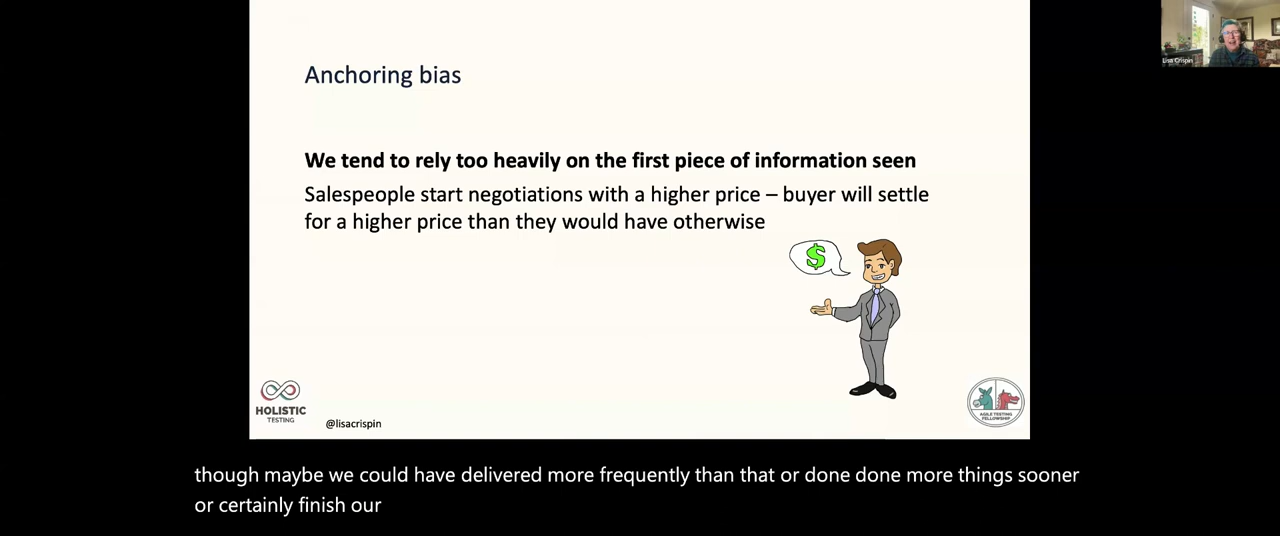 Anchoring bias
We tend to rely too heavily on the first piece of information seen
Salespeople start negotiations with a higher price – buyer will settle
for a higher price than they would have otherwise
$
HOLISTIC
TESTING
@lisacrispin
AGILE TESTING
FELLOWSHIP
Lisa Crispin
though maybe we could have delivered more frequently than that or done done more things sooner
or certainly finish our